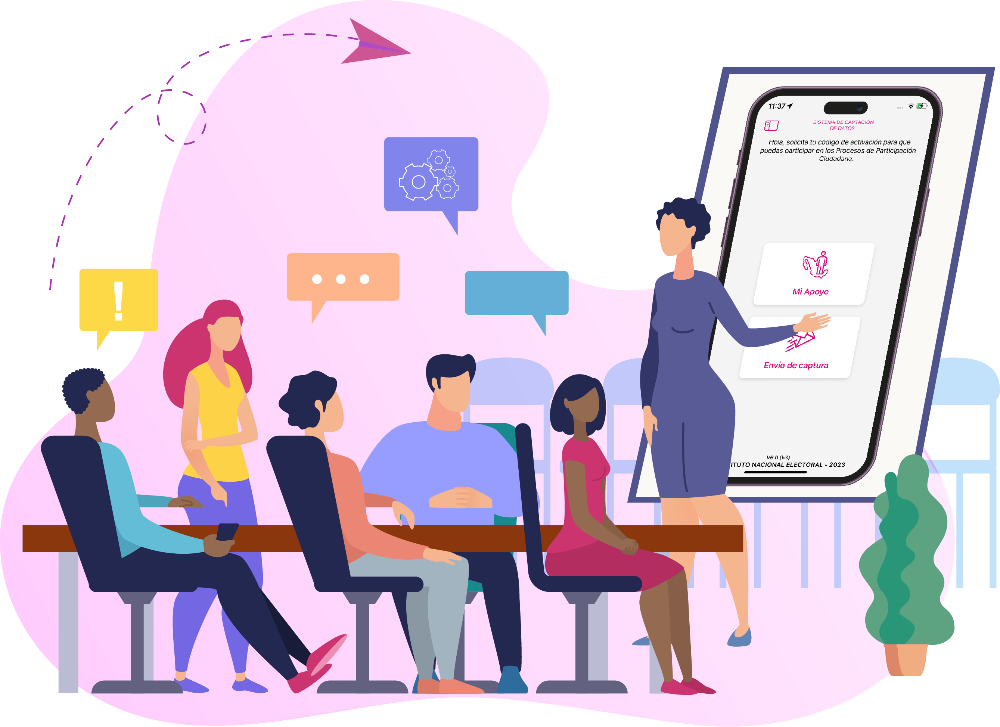 !
11:37
SISTEMA DE CAPTACIÓN
DE DATOS
Hola, solicita tu código de activación para que
puedas participar en los Procesos de Participación
Ciudadana.
Mi Apoyo
Envío de captura
V6.0 (b3)
TITUTO NACIONAL ELECTORAL - 2023